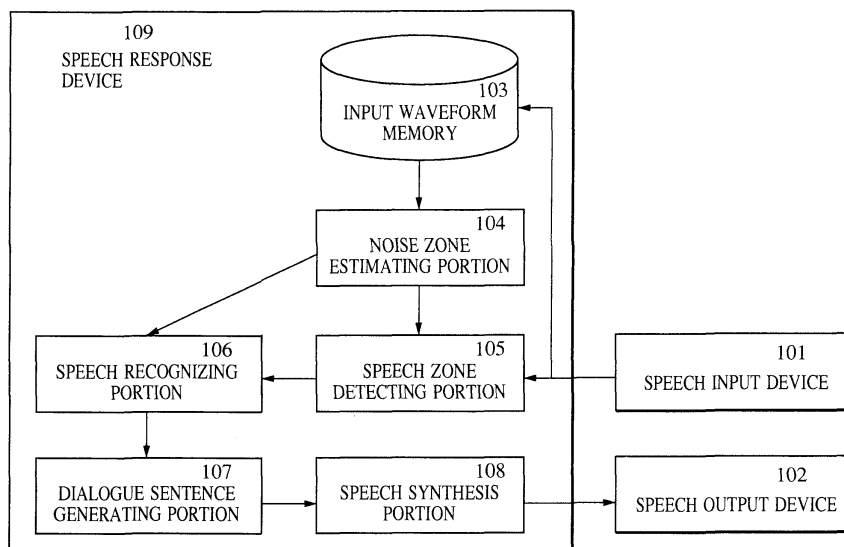 109
SPEECH RESPONSE
DEVICE
103
INPUT WAVEFORM
MEMORY
104
NOISE ZONE
ESTIMATING PORTION
106
SPEECH RECOGNIZING
PORTION
105
SPEECH ZONE
DETECTING PORTION
101
SPEECH INPUT DEVICE
107
DIALOGUE SENTENCE
GENERATING PORTION
108
SPEECH SYNTHESIS
PORTION
102
SPEECH OUTPUT DEVICE